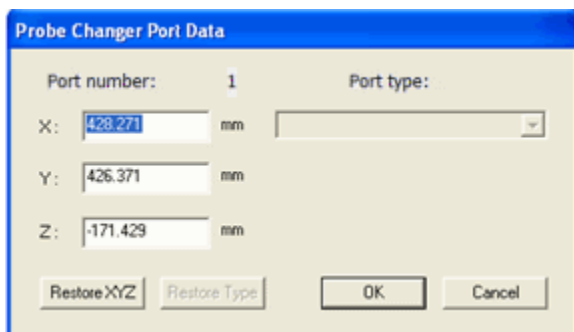 Probe Changer Port Data
Port number: 1 Port type:
X: 428.271 mm
Y: 426.371 mm
Z: -171.429 mm
Restore XYZ Restore Type OK Cancel